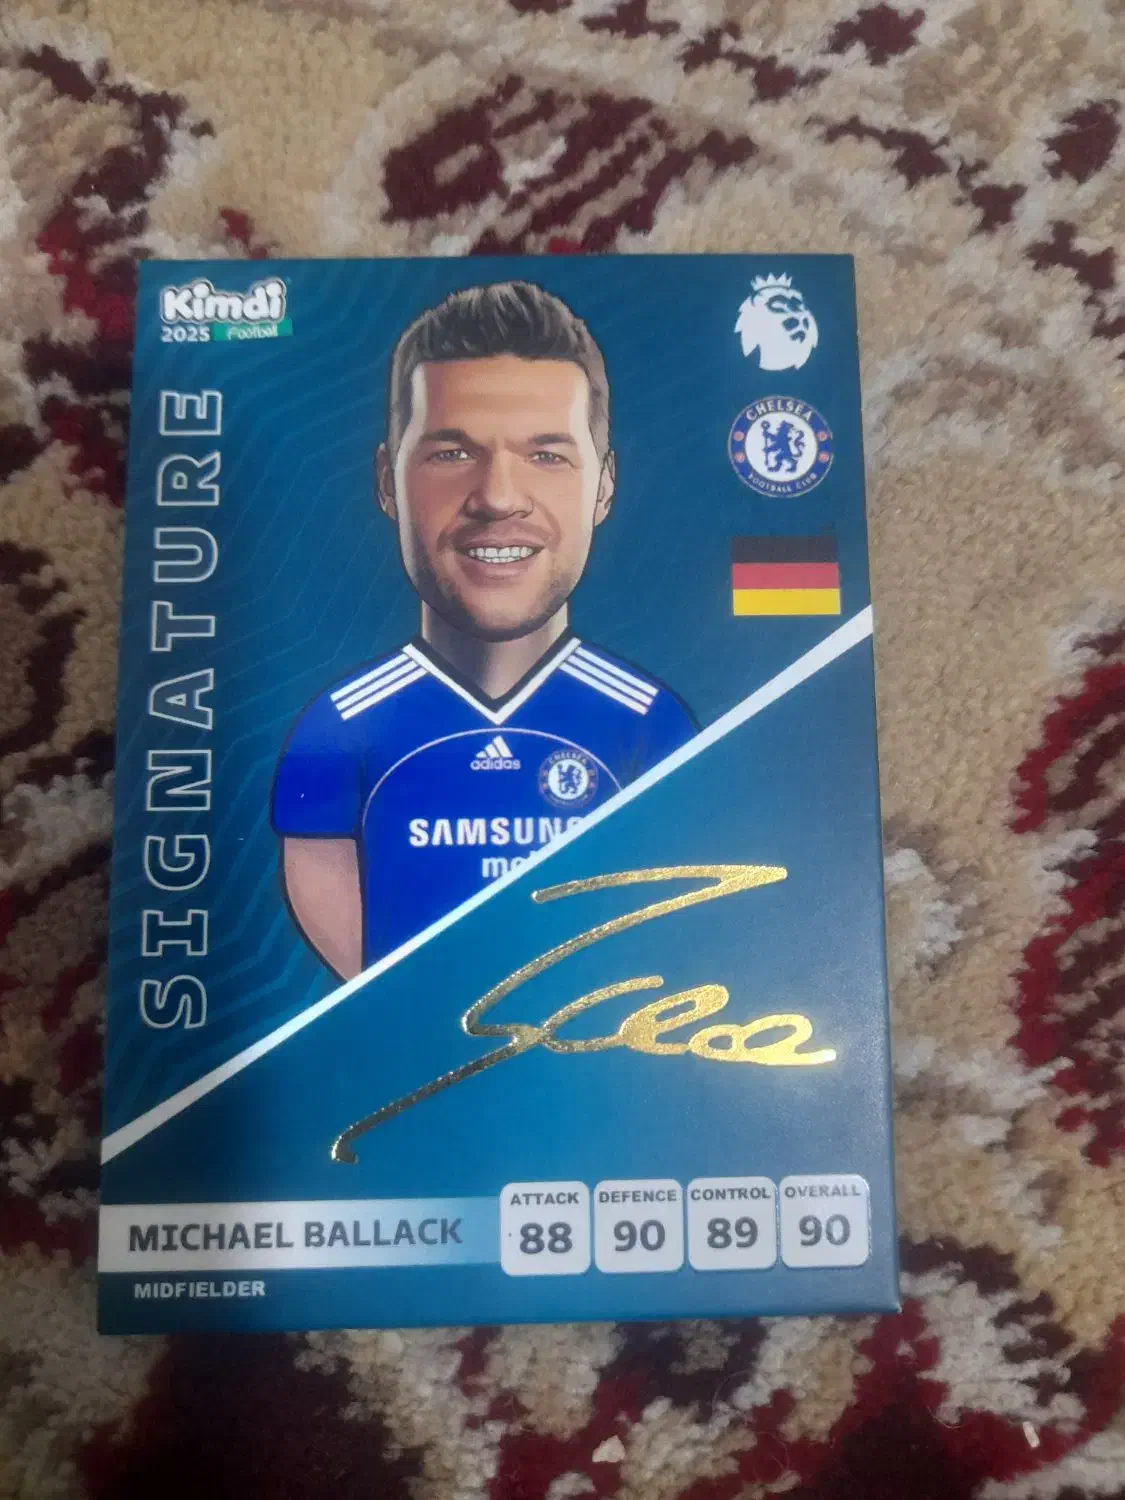 Kimdi
2025 Football
SIGNATURE
CHELSEA
FOOTBALL CLUB
adidas
CHELSEA
SAMSUNG
MICHAEL BALLACK
MIDFIELDER
ATTACK
88
DEFENCE
90
CONTROL
89
OVERALL
90